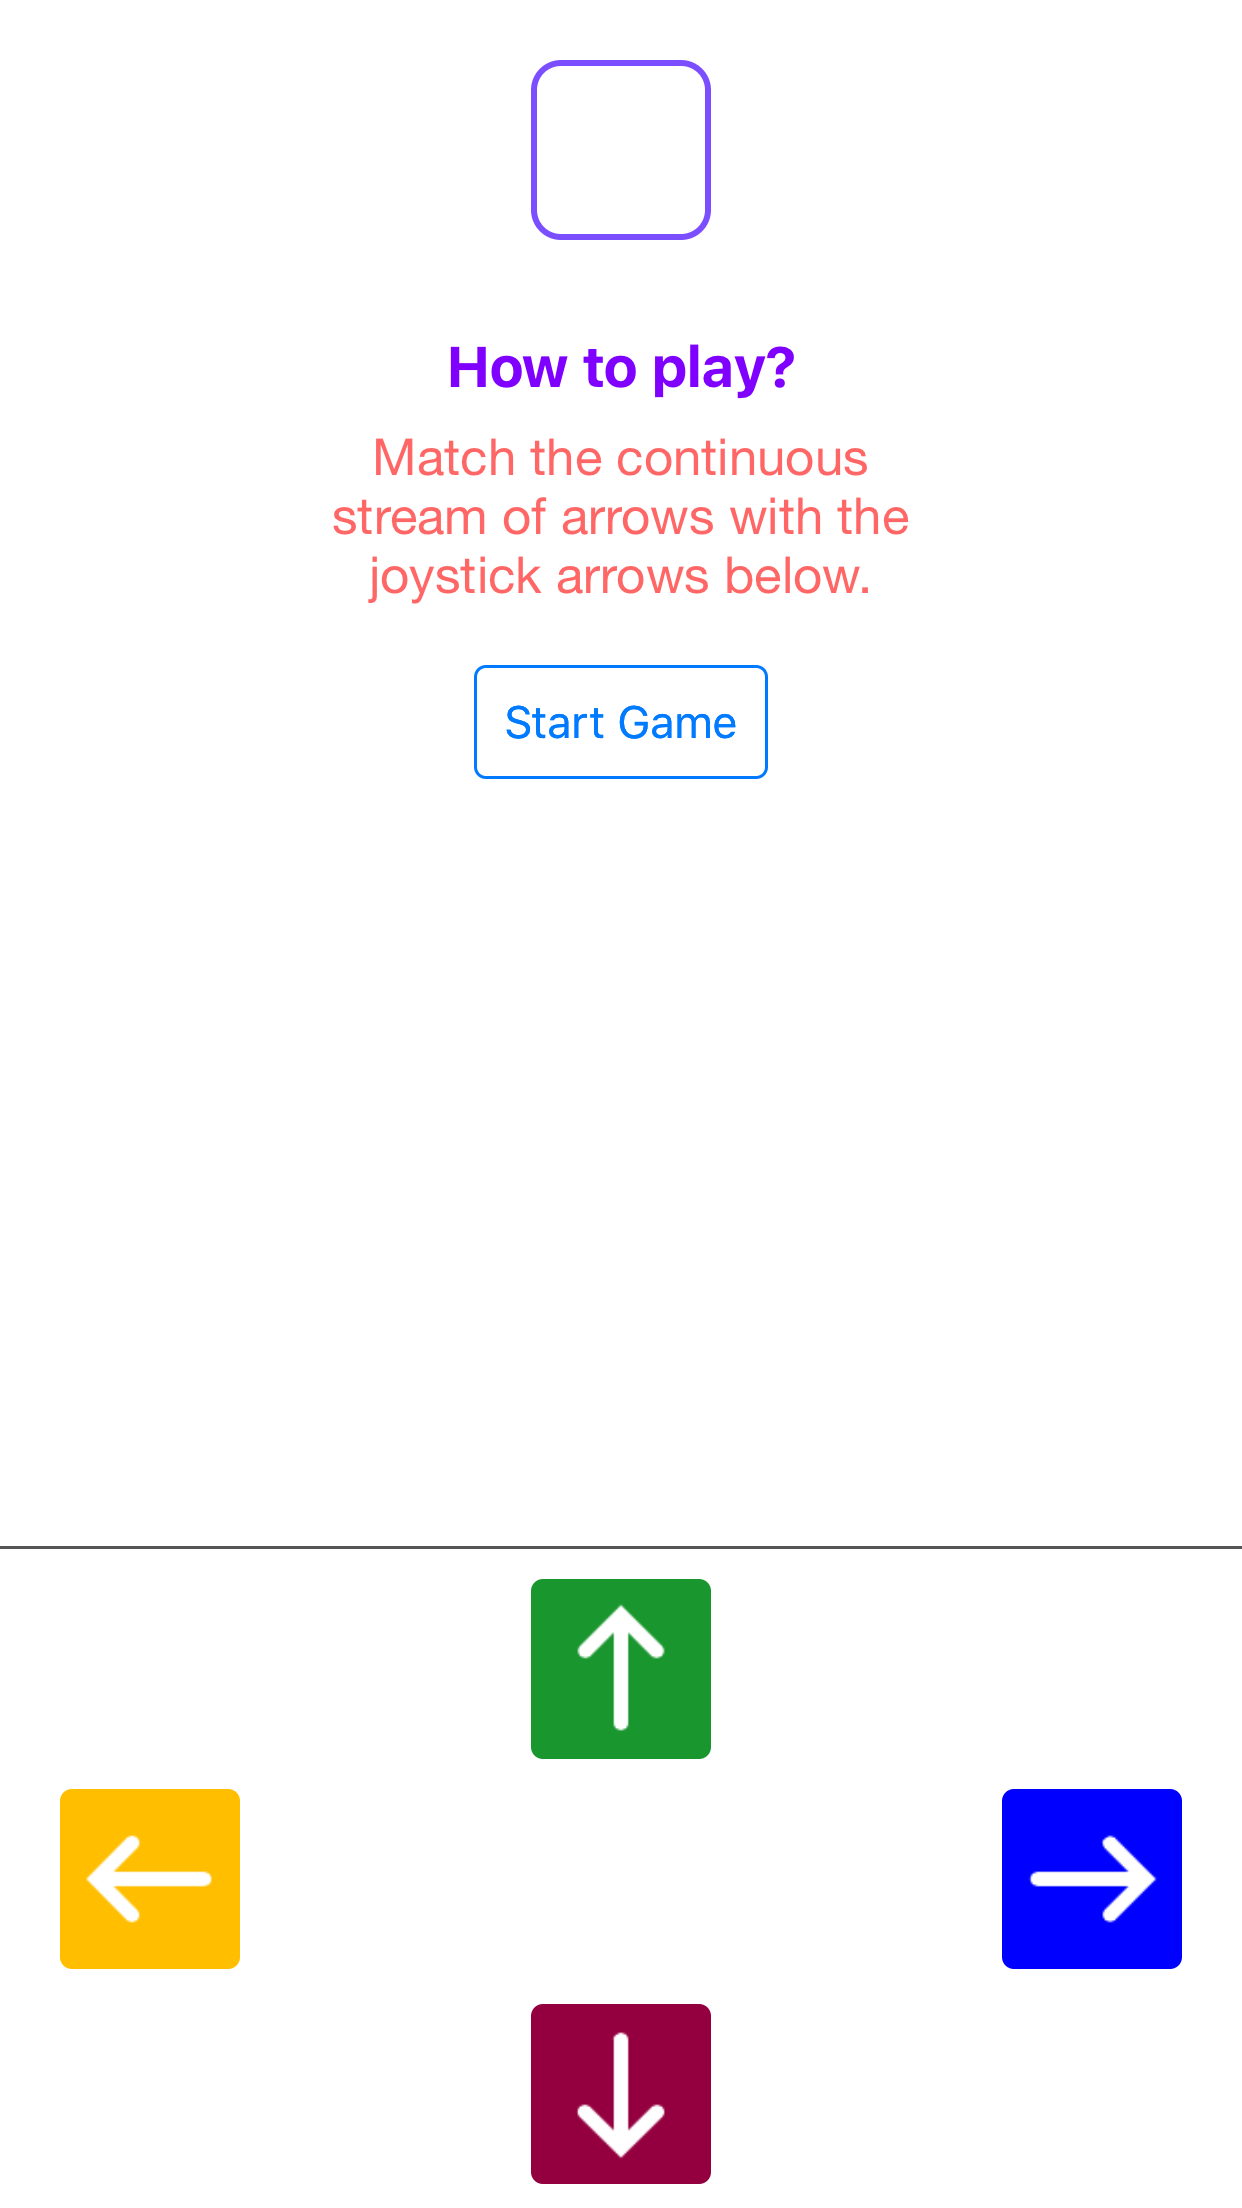 How to play?
Match the continuous
stream of arrows with the
joystick arrows below.
Start Game